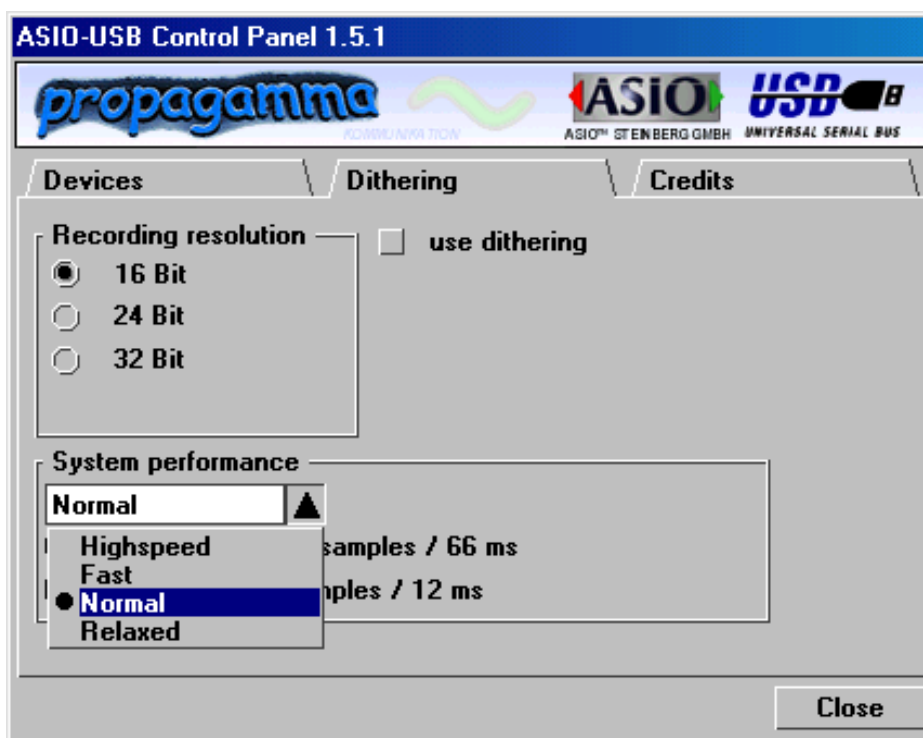 ASIO-USB Control Panel 1.5.1
propagamma
KOMMUNIKATION
ASIO
ASIO™ STEINBERG GMBH
USB
UNIVERSAL SERIAL BUS
Devices
Dithering
Credits
Recording resolution
use dithering
16 Bit
24 Bit
32 Bit
System performance
Normal
Highspeed
samples / 66 ms
Fast
Normal
ples / 12 ms
Relaxed
Close